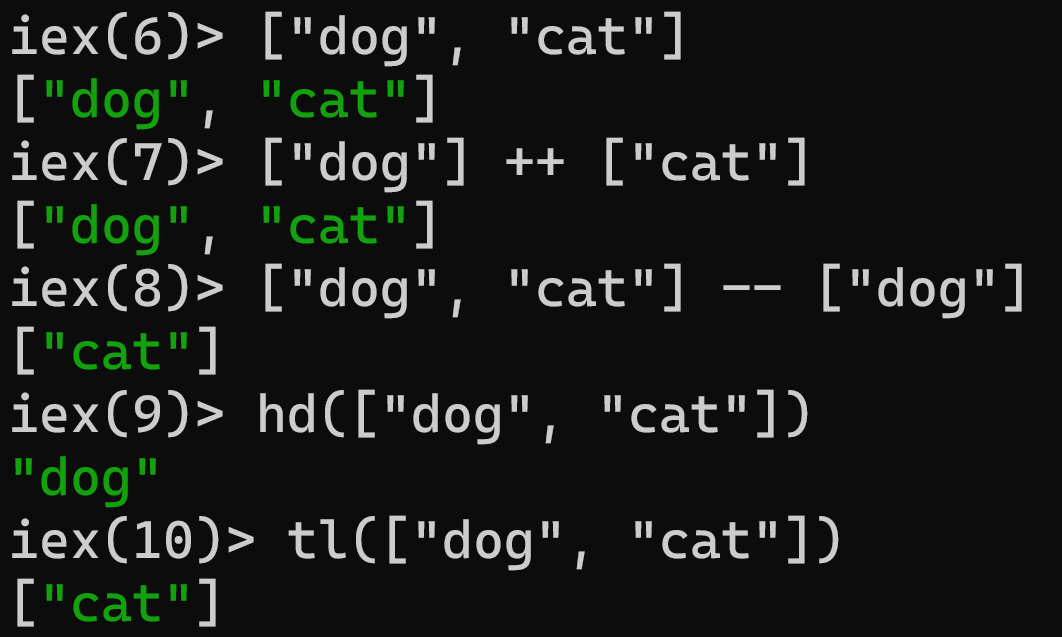 iex(6)> ["dog", "cat"]
["dog", "cat"]
iex(7)> ["dog"] ++ ["cat"]
["dog", "cat"]
iex(8)> ["dog", "cat"] -- ["dog"]
["cat"]
iex(9)> hd(["dog", "cat"])
"dog"
iex(10)> tl(["dog", "cat"])
["cat"]